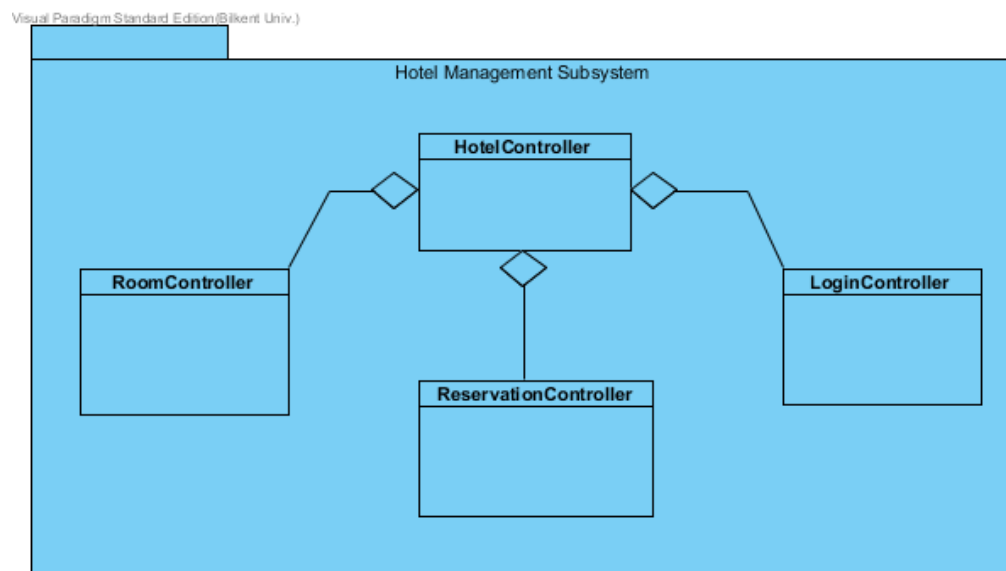 Visual Paradigm Standard Edition(Bilkent Univ.)
Hotel Management Subsystem
HotelController
RoomController
LoginController
ReservationController